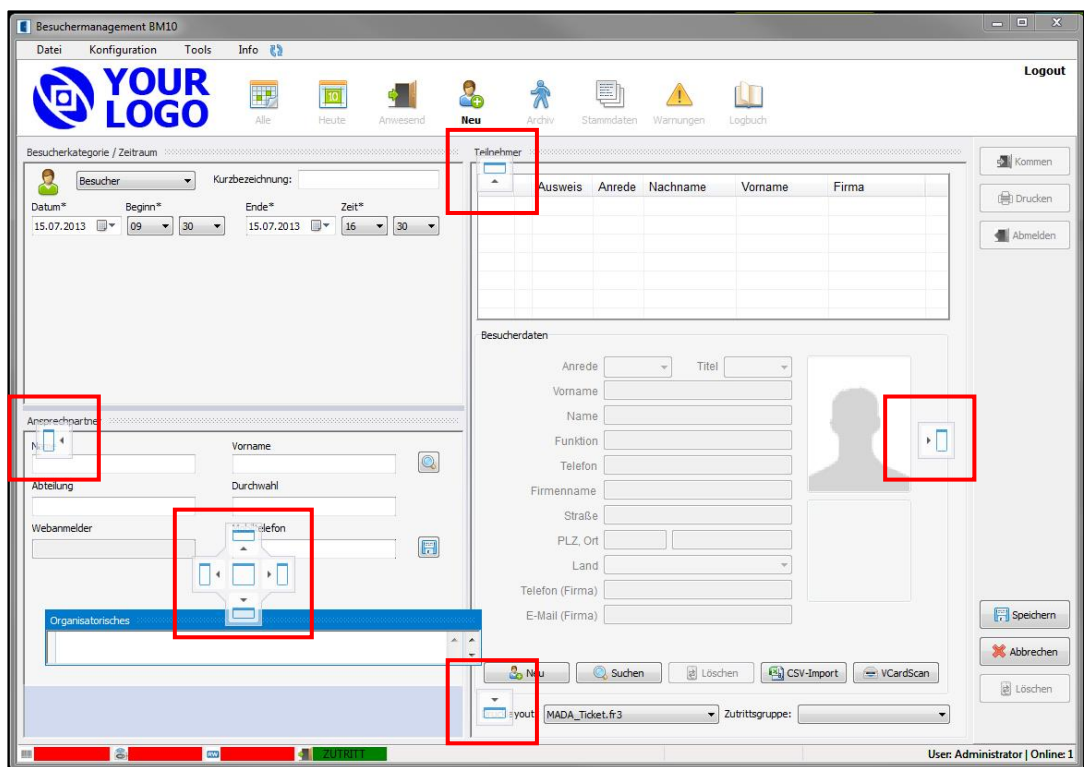 Besuchermanagement BM10
Datei Konfiguration Tools Info
YOUR LOGO
Alle Heute Anwesend Neu Archiv Stammdaten Warnungen Logbuch
10
Logout
Besucherkategorie / Zeitraum
Besucher Kurzbezeichnung:
Datum* Beginn* Ende* Zeit*
15.07.2013 09 30 15.07.2013 16 30
Teilnehmer
Ausweis Anrede Nachname Vorname Firma
Kommen
Drucken
Abmelden
Besucherdaten
Anrede Titel
Vorname
Name
Funktion
Telefon
Firmenname
Straße
PLZ, Ort
Land
Telefon (Firma)
E-Mail (Firma)
Ansprechpartner
Vorname
Abteilung Durchwahl
Webanmelder
Organisatorisches
Neu Suchen Löschen CSV-Import VCardScan
MADA_Ticket.fr3 Zutrittsgruppe:
Speichern
Abbrechen
Löschen
ZUTRITT
User: Administrator | Online: 1